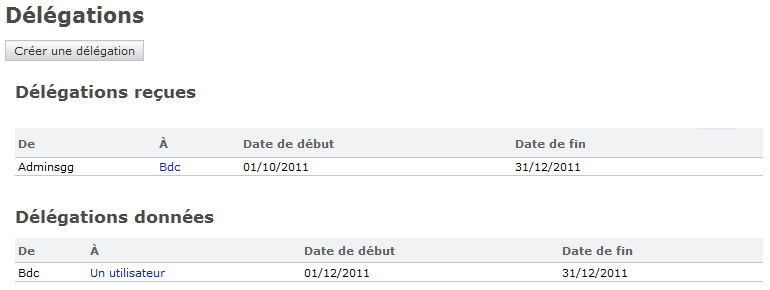 Délégations
Créer une délégation
Délégations reçues
De À Date de début Date de fin
Adminsgg Bdc 01/10/2011 31/12/2011
Délégations données
De À Date de début Date de fin
Bdc Un utilisateur 01/12/2011 31/12/2011